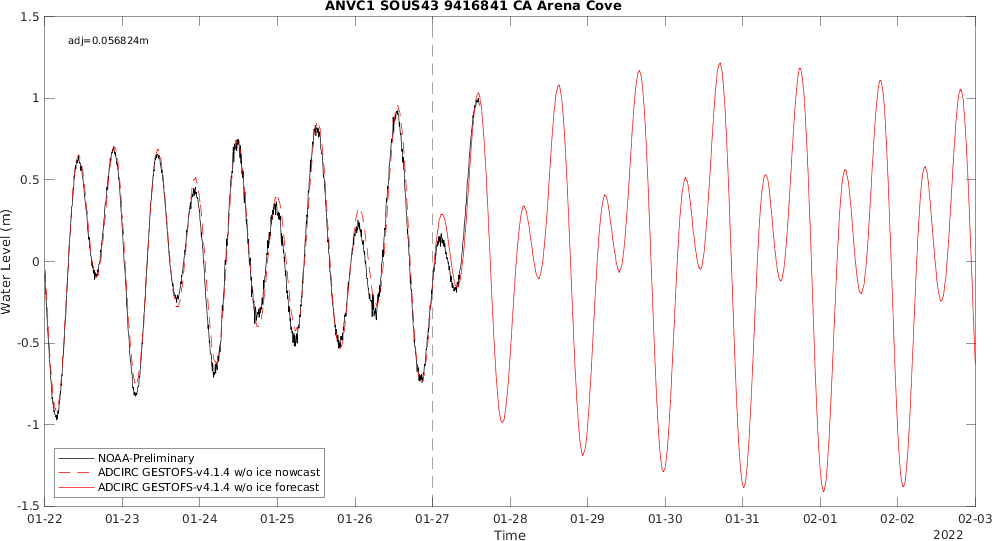 ANVC1 SOUS43 9416841 CA Arena Cove
adj=0.056824m
Water Level (m)
1.5
1
0.5
0
-0.5
-1
-1.5
NOAA-Preliminary
ADCIRC GESTOFS-v4.1.4 w/o ice nowcast
ADCIRC GESTOFS-v4.1.4 w/o ice forecast
01-22 01-23 01-24 01-25 01-26 01-27 01-28 01-29 01-30 01-31 02-01 02-02 02-03
Time
2022